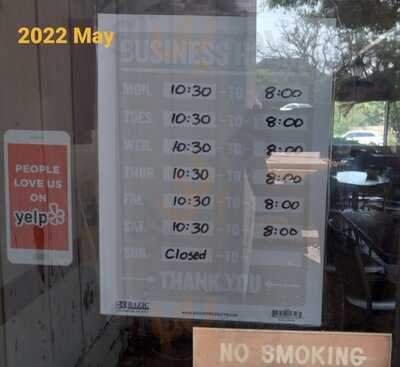 2022 May
BUSINESS
MON. 10:30 -TO- 8:00
TUES. 10:30 -TO- 8:00
WED. 10:30 -TO- 8:00
THUR. 10:30 -TO- 8:00
FRI. 10:30 -TO- 8:00
SAT. 10:30 -TO- 8:00
SUN. Closed -TO-
THANK YOU
BAZIC
PEOPLE
LOVE US
ON
yelp
NO SMOKING